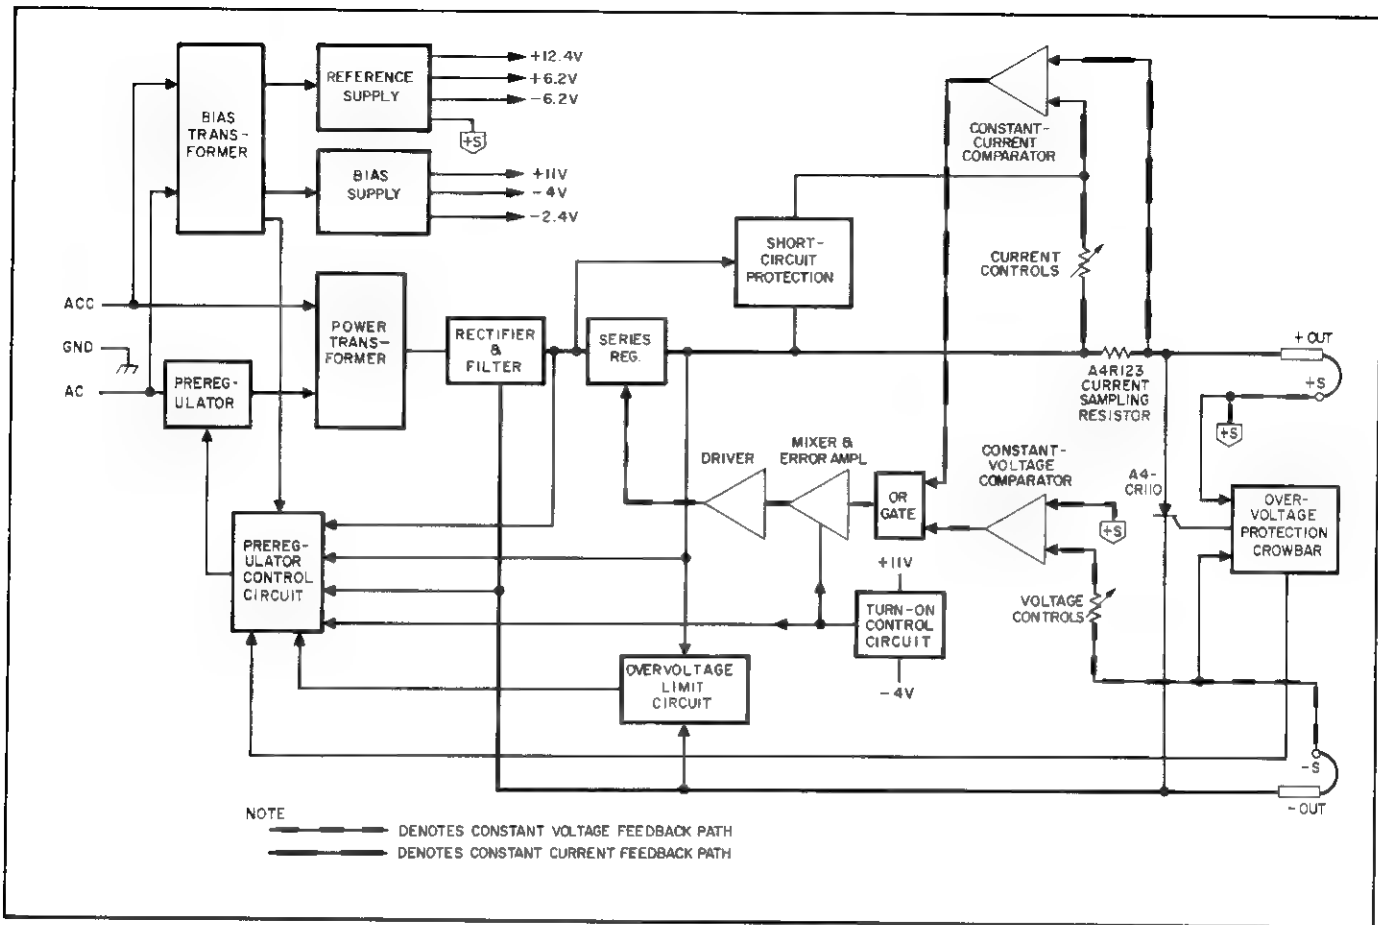 BIAS
TRANS-
FORMER
REFERENCE
SUPPLY
+12.4V
+6.2V
-6.2V
+S
BIAS
SUPPLY
+11V
-4V
-2.4V
CONSTANT-
CURRENT
COMPARATOR
SHORT-
CIRCUIT
PROTECTION
CURRENT
CONTROLS
ACC
GND
AC
POWER
TRANS-
FORMER
PREREG-
ULATOR
RECTIFIER
&
FILTER
SERIES
REG.
A4R123
CURRENT
SAMPLING
RESISTOR
+OUT
+S
+S
DRIVER
MIXER &
ERROR AMPL
OR
GATE
CONSTANT-
VOLTAGE
COMPARATOR
+S
A4-
CR110
OVER-
VOLTAGE
PROTECTION
CROWBAR
PREREG-
ULATOR
CONTROL
CIRCUIT
+11V
TURN-ON
CONTROL
CIRCUIT
-4V
VOLTAGE
CONTROLS
OVERVOLTAGE
LIMIT
CIRCUIT
-S
-OUT
NOTE
DENOTES CONSTANT VOLTAGE FEEDBACK PATH
DENOTES CONSTANT CURRENT FEEDBACK PATH